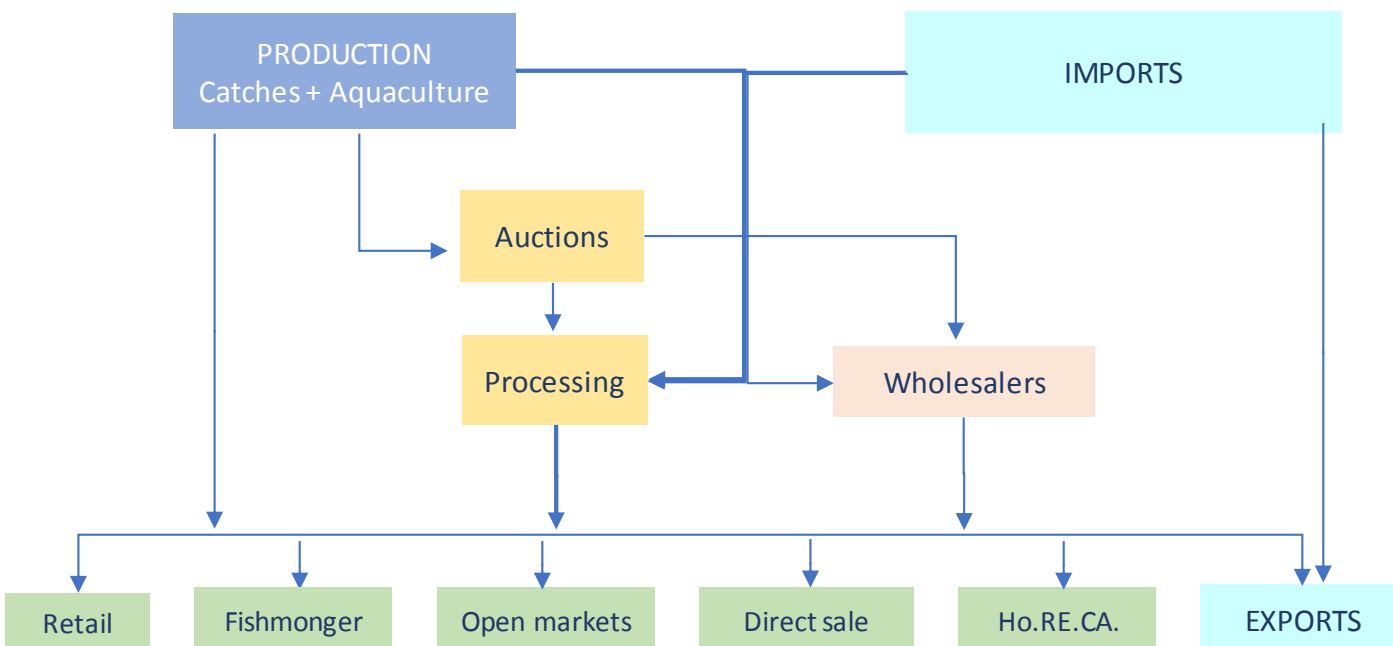 PRODUCTION
Catches + Aquaculture
IMPORTS
Auctions
Processing
Wholesalers
Retail
Fishmonger
Open markets
Direct sale
Ho.RE.CA.
EXPORTS